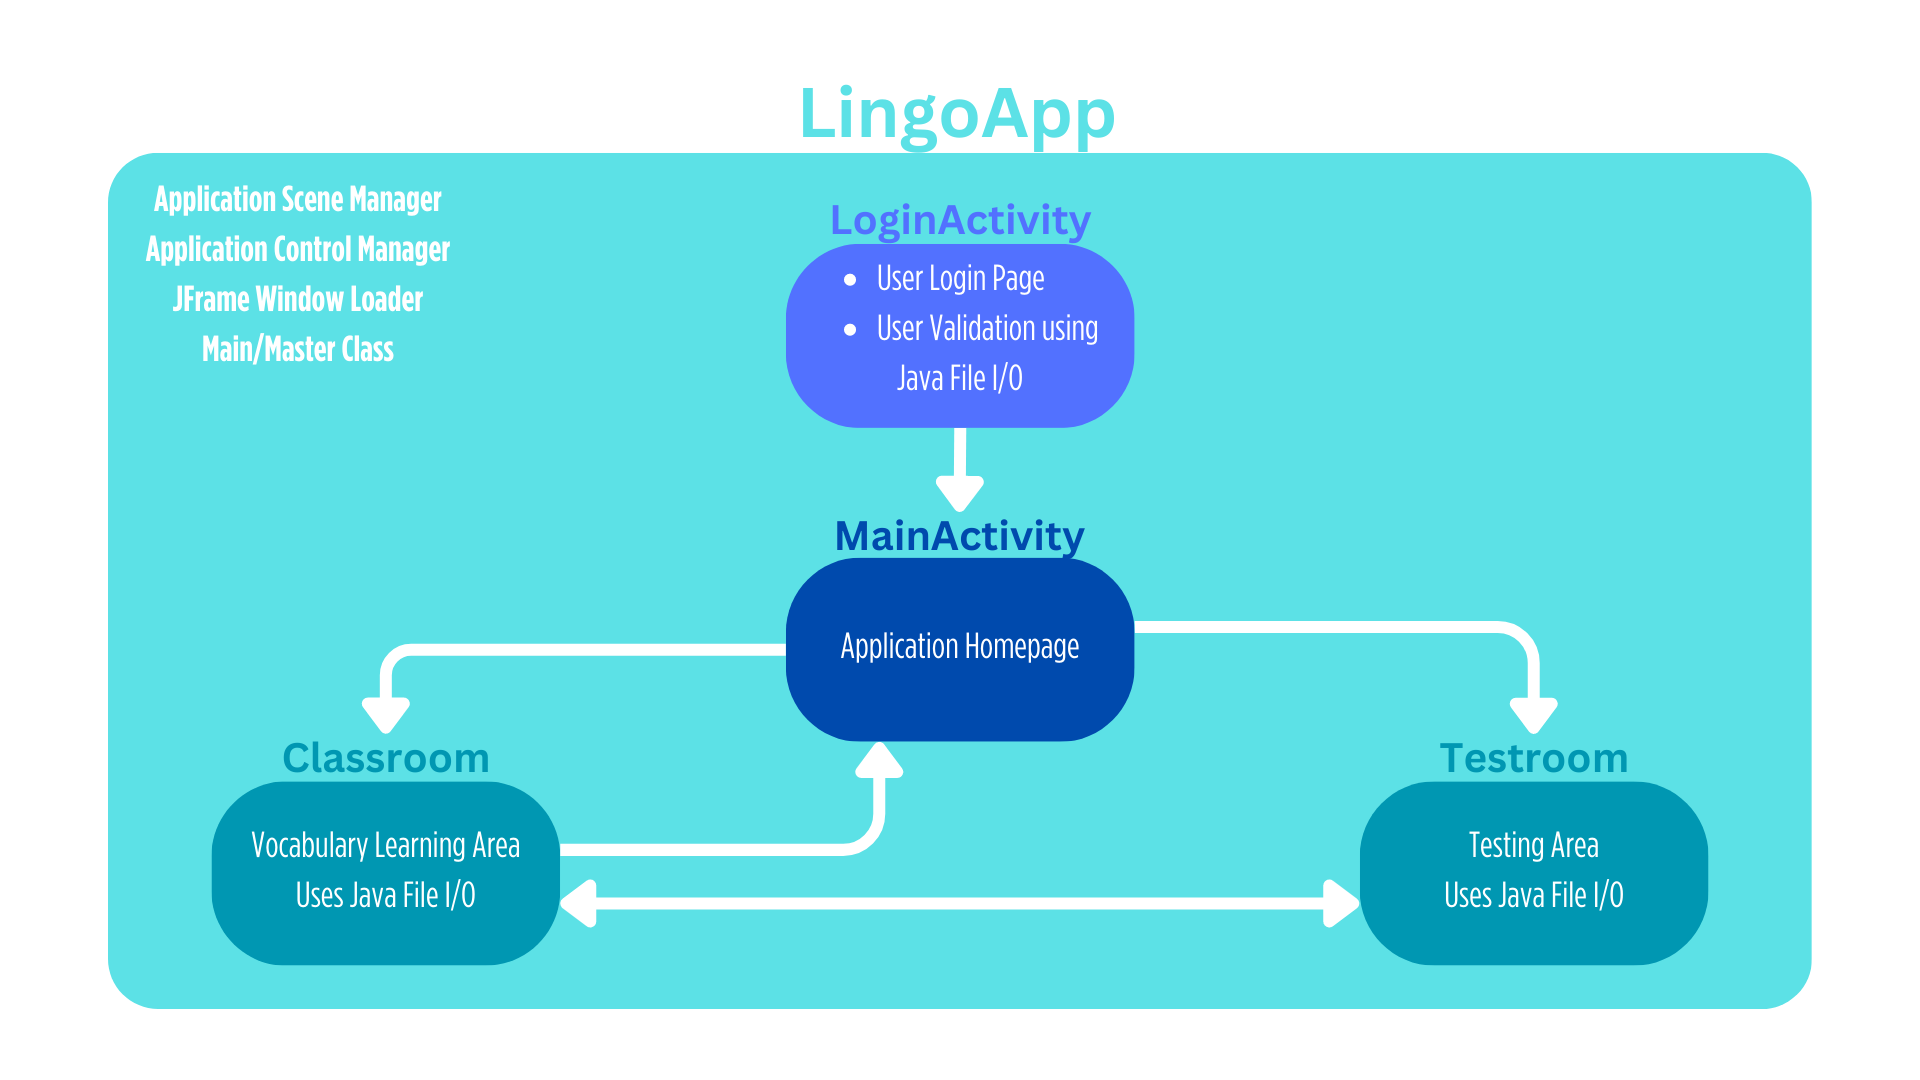 LingoApp
Application Scene Manager
Application Control Manager
JFrame Window Loader
Main/Master Class
LoginActivity
• User Login Page
• User Validation using
Java File I/O
MainActivity
Application Homepage
Classroom
Vocabulary Learning Area
Uses Java File I/O
Testroom
Testing Area
Uses Java File I/O